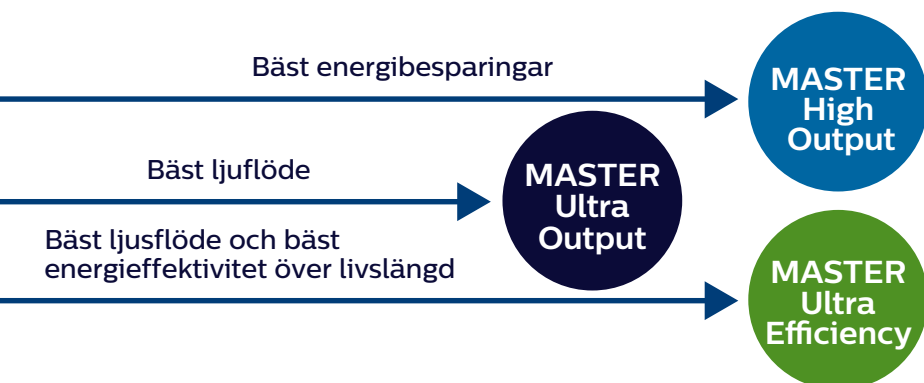 Bäst energibesparingar
MASTER
High
Output
Bäst ljuflöde
MASTER
Ultra
Output
Bäst ljusflöde och bäst
energieffektivitet över livslängd
MASTER
Ultra
Efficiency